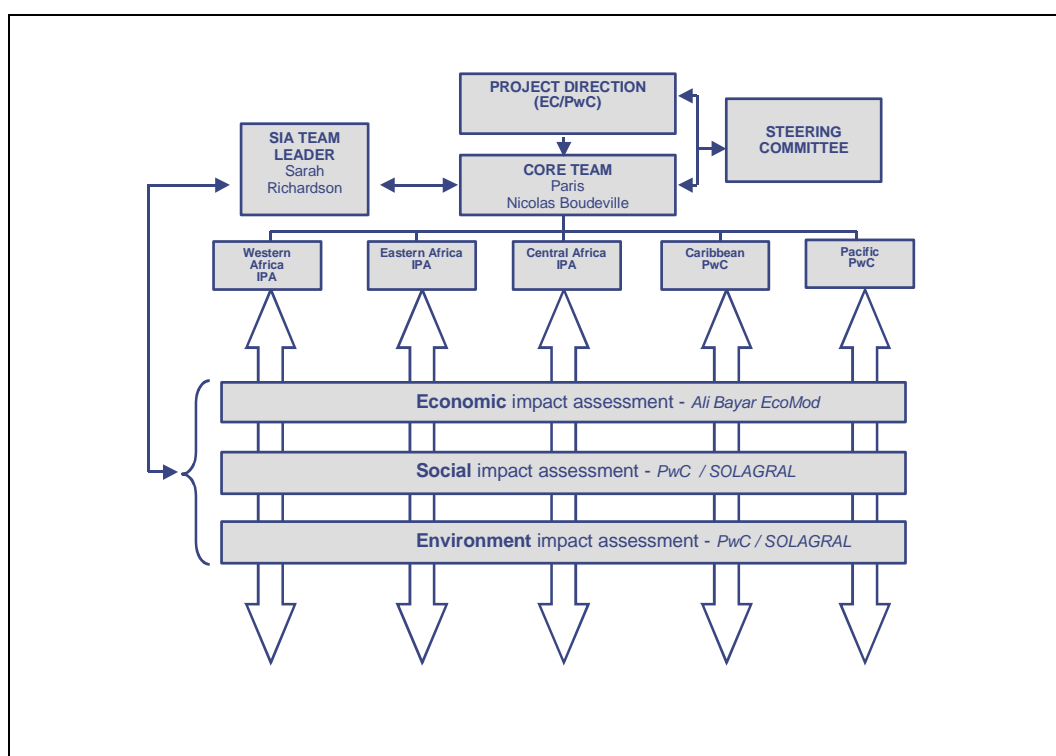 PROJECT DIRECTION
(EC/PwC)
STEERING
COMMITTEE
SIA TEAM
LEADER
Sarah
Richardson
CORE TEAM
Paris
Nicolas Boudeville
Western
Africa
IPA
Eastern Africa
IPA
Central Africa
IPA
Caribbean
PwC
Pacific
PwC
Economic impact assessment - Ali Bayar EcoMod
Social impact assessment - PwC / SOLAGRAL
Environment impact assessment - PwC / SOLAGRAL